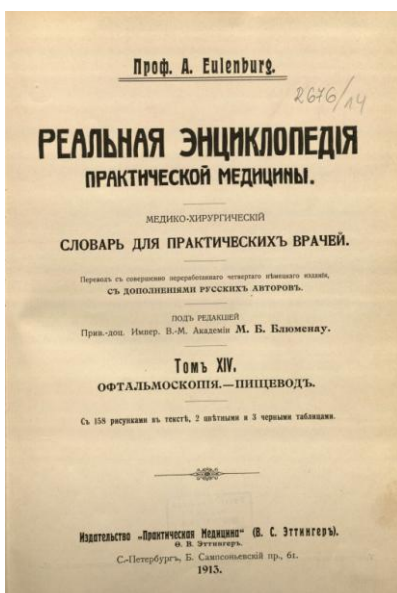 Проф. A. Eulenburg.
2676/14
РЕАЛЬНАЯ ЭНЦИКЛОПЕДІЯ
ПРАКТИЧЕСКОЙ МЕДИЦИНЫ.
МЕДИКО-ХИРУРГИЧЕСКІЙ
СЛОВАРЬ ДЛЯ ПРАКТИЧЕСКИХЪ ВРАЧЕЙ.
Переводъ съ совершенно переработаннаго четвертаго нѣмецкаго изданія,
СЪ ДОПОЛНЕНІЯМИ РУССКИХЪ АВТОРОВЪ.
ПОДЪ РЕДАКЦІЕЙ
Прив.-доц. Импер. В.-М. Академіи М. Б. Блюменау.
Томъ XIV.
ОФТАЛЬМОСКОПІЯ.—ПИЩЕВОДЪ.
Съ 158 рисунками въ текстѣ, 2 цвѣтными и 3 черными таблицами.
Издательство „Практическая Медицина“ (В. С. Эттингеръ).
Ѳ. В. Эттингеръ.
С.-Петербургъ, Б. Сампсоньевскій пр., 61.
1913.